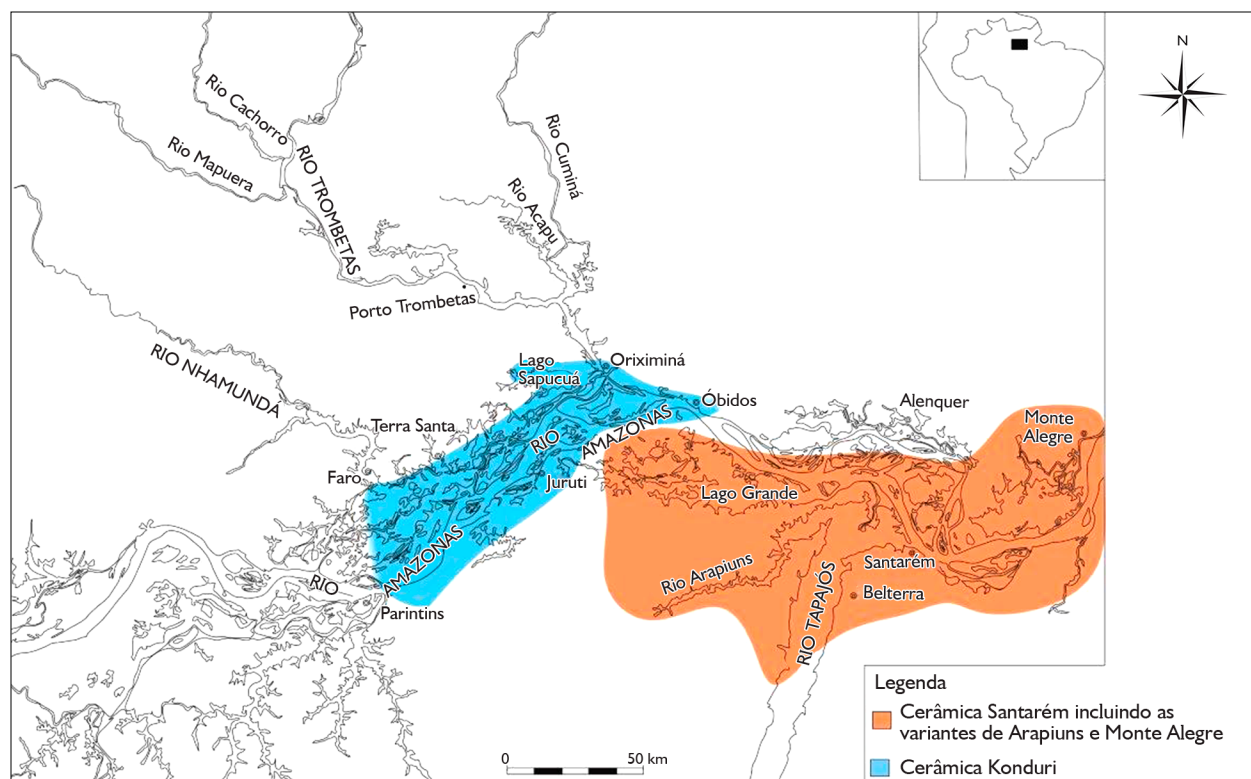 N
Rio Cachorro
Rio Mapuera
RIO TROMBETAS
Rio Cuminá
Rio Acapu
Porto Trombetas
RIO NHAMUNDÁ
Lago
Sapucuá
Oriximiná
Óbidos
Alenquer
Monte
Alegre
Terra Santa
RIO
AMAZONAS
Faro
Juruti
Lago Grande
AMAZONAS
RIO
Parintins
Rio Arapiuns
RIO TAPAJÓS
Santarém
Belterra
Legenda
Cerâmica Santarém incluindo as
variantes de Arapiuns e Monte Alegre
Cerâmica Konduri
0 50 km